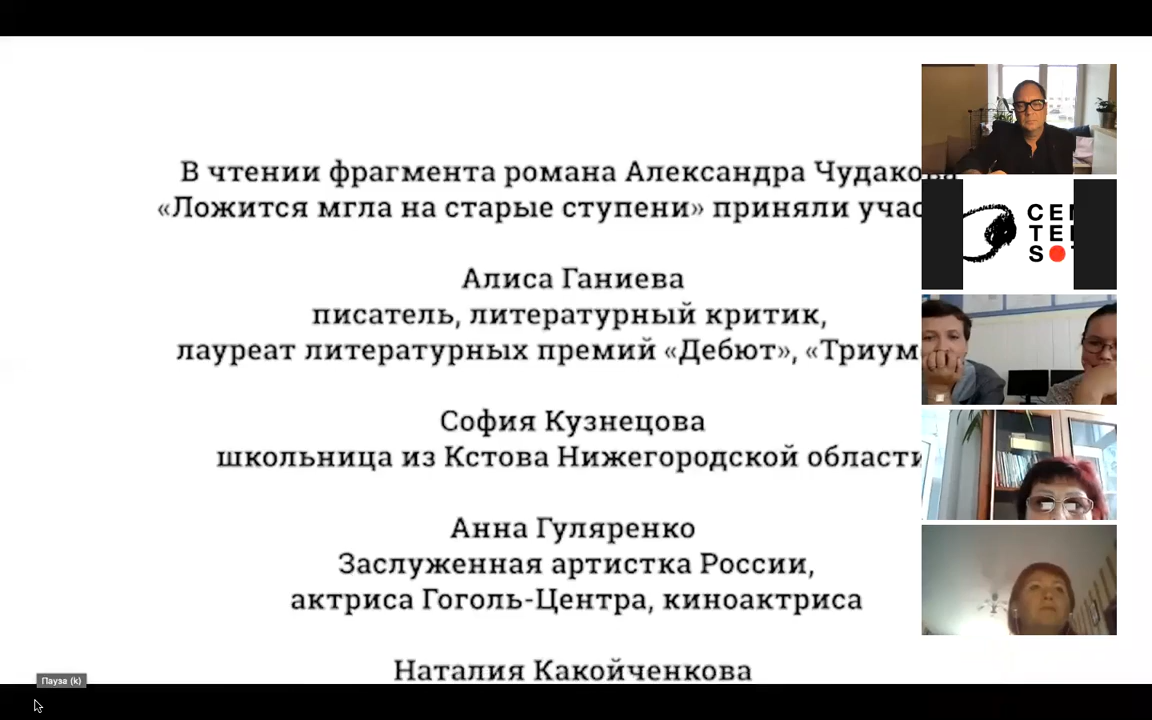 В чтении фрагмента романа Александра Чудако
«Ложится мгла на старые ступени» приняли учас
Алиса Ганиева
писатель, литературный критик,
лауреат литературных премий «Дебют», «Триум
София Кузнецова
школьница из Кстова Нижегородской области
Анна Гуляренко
Заслуженная артистка России,
актриса Гоголь-Центра, киноактриса
Наталия Какойченкова
Пауза (k)
CE
TE
S